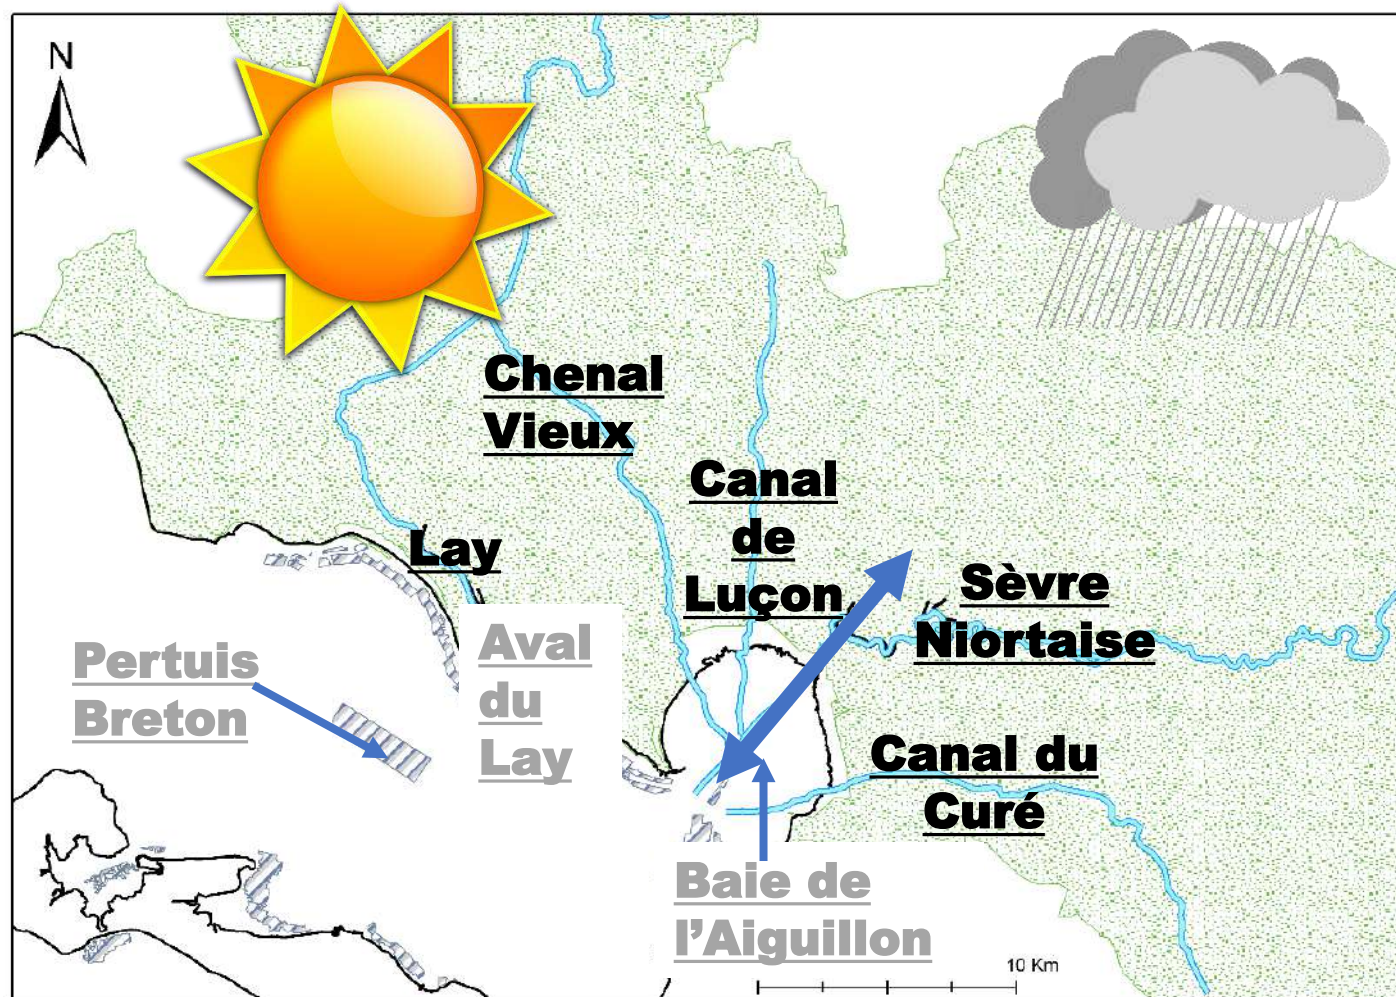 N
Chenal
Vieux
Canal
de
Luçon
Lay
Sèvre
Niortaise
Aval
du
Lay
Pertuis
Breton
Canal du
Curé
Baie de
l’Aiguillon
10 Km